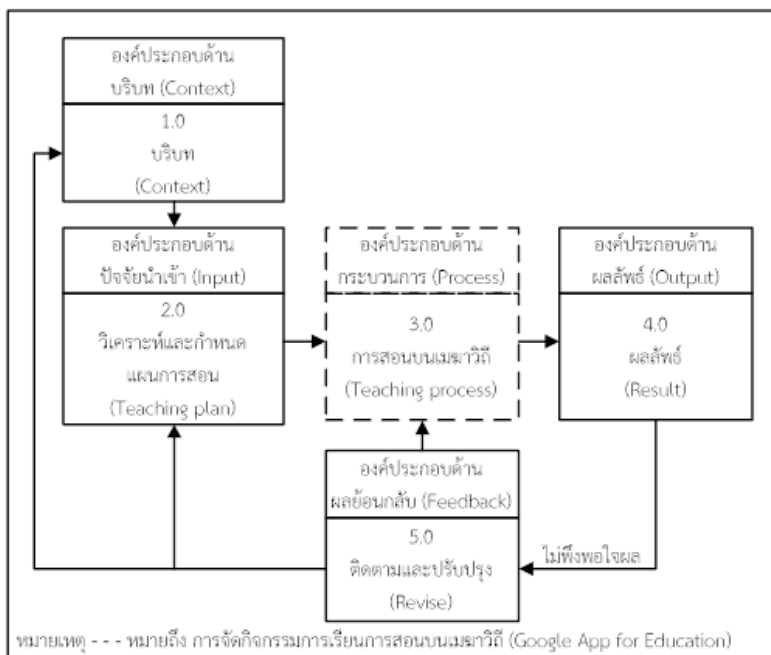 องค์ประกอบด้าน
บริบท (Context)
1.0
บริบท
(Context)
องค์ประกอบด้าน
ปัจจัยนำเข้า (Input)
2.0
วิเคราะห์และกำหนด
แผนการสอน
(Teaching plan)
องค์ประกอบด้าน
กระบวนการ (Process)
3.0
การสอนบนเมฆาวิถี
(Teaching process)
องค์ประกอบด้าน
ผลลัพธ์ (Output)
4.0
ผลลัพธ์
(Result)
องค์ประกอบด้าน
ผลย้อนกลับ (Feedback)
5.0
ติดตามและปรับปรุง
(Revise)
ไม่พึงพอใจผล
หมายเหตุ - - - หมายถึง การจัดกิจกรรมการเรียนการสอนบนเมฆาวิถี (Google App for Education)